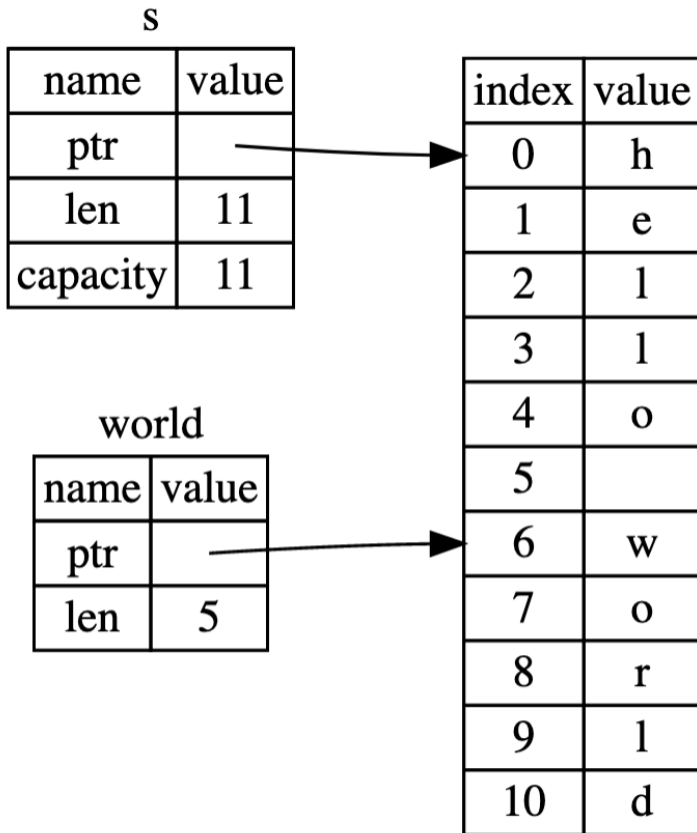 s
name value
ptr
len 11
capacity 11
world
name value
ptr
len 5
index value
0 h
1 e
2 l
3 l
4 o
5
6 w
7 o
8 r
9 l
10 d